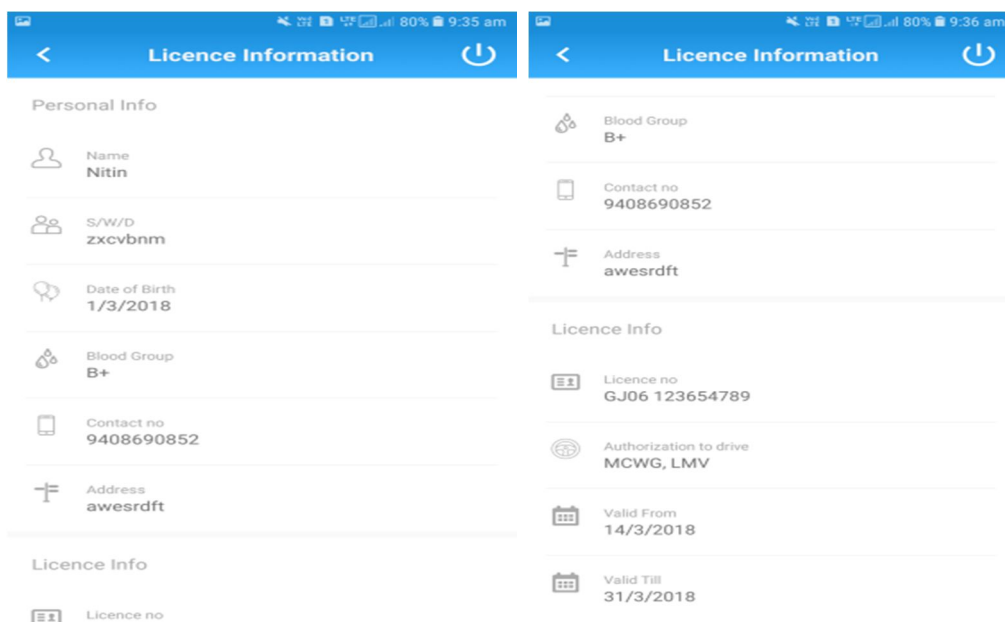 80% 9:35 am
Licence Information
Personal Info
Name
Nitin
S/W/D
zxcvbnm
Date of Birth
1/3/2018
Blood Group
B+
Contact no
9408690852
Address
awesrdft
Licence Info
Licence no
80% 9:36 am
Licence Information
Blood Group
B+
Contact no
9408690852
Address
awesrdft
Licence Info
Licence no
GJ06 123654789
Authorization to drive
MCWG, LMV
Valid From
14/3/2018
Valid Till
31/3/2018